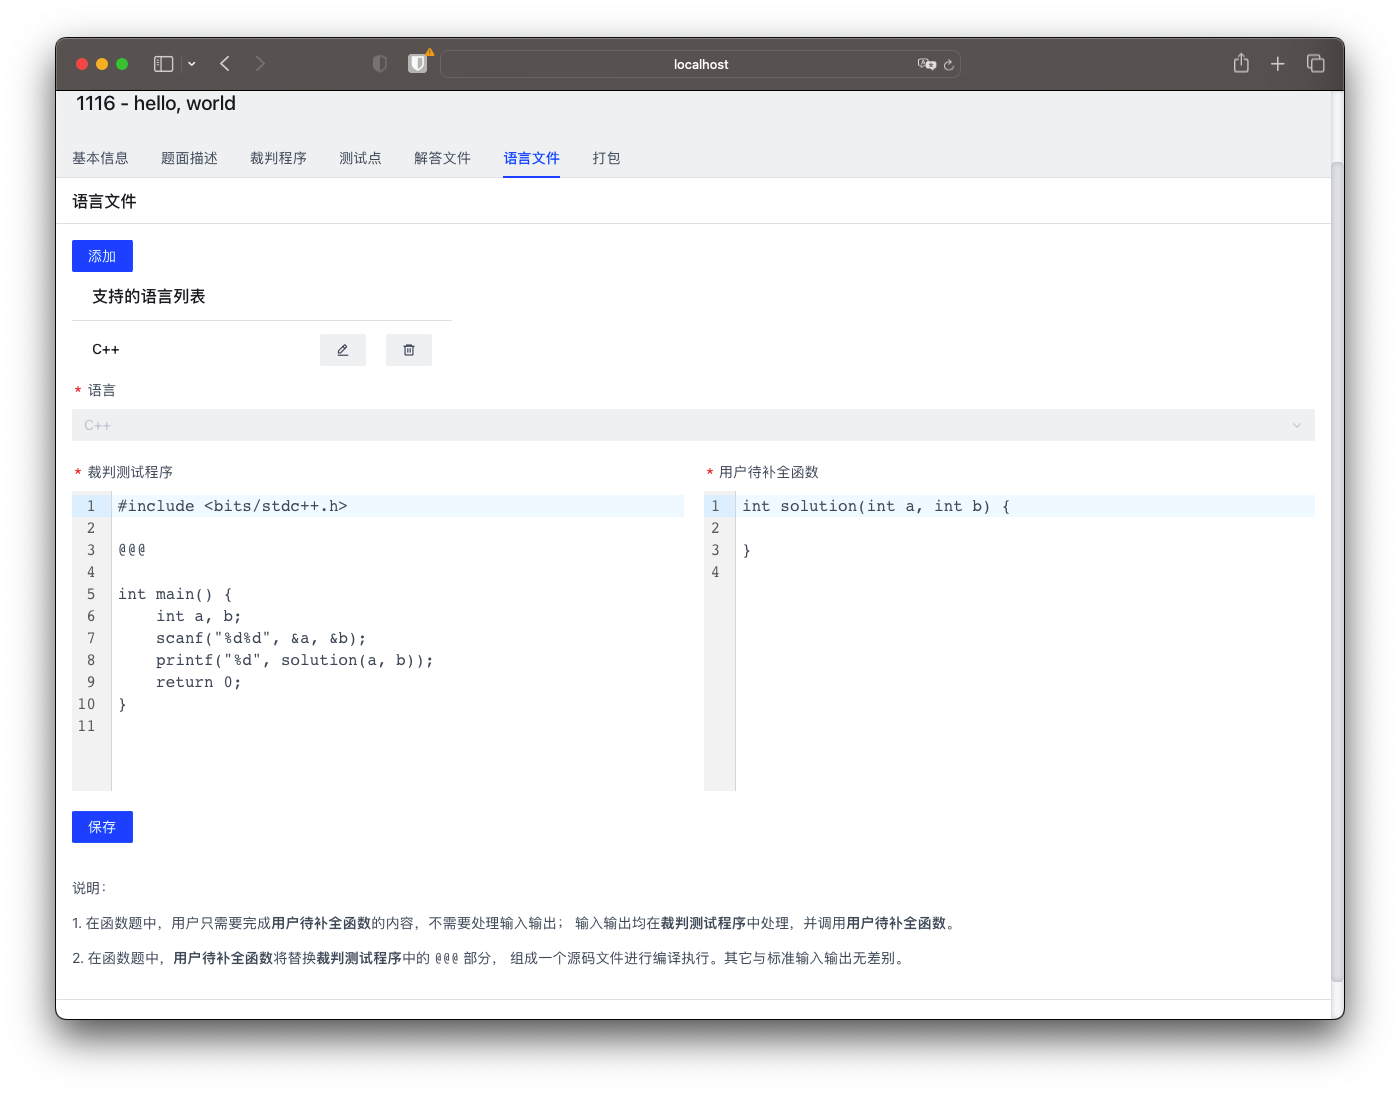 localhost
1116 - hello, world
基本信息 题面描述 裁判程序 测试点 解答文件 语言文件 打包
语言文件
添加
支持的语言列表
C++
* 语言
C++
* 裁判测试程序
1 #include <bits/stdc++.h>
2
3 @@@
4
5 int main() {
6     int a, b;
7     scanf("%d%d", &a, &b);
8     printf("%d", solution(a, b));
9     return 0;
10 }
11
* 用户待补全函数
1 int solution(int a, int b) {
2
3 }
4
保存
说明：
1. 在函数题中，用户只需要完成用户待补全函数的内容，不需要处理输入输出； 输入输出均在裁判测试程序中处理，并调用用户待补全函数。
2. 在函数题中，用户待补全函数将替换裁判测试程序中的 @@@ 部分， 组成一个源码文件进行编译执行。其它与标准输入输出无差别。